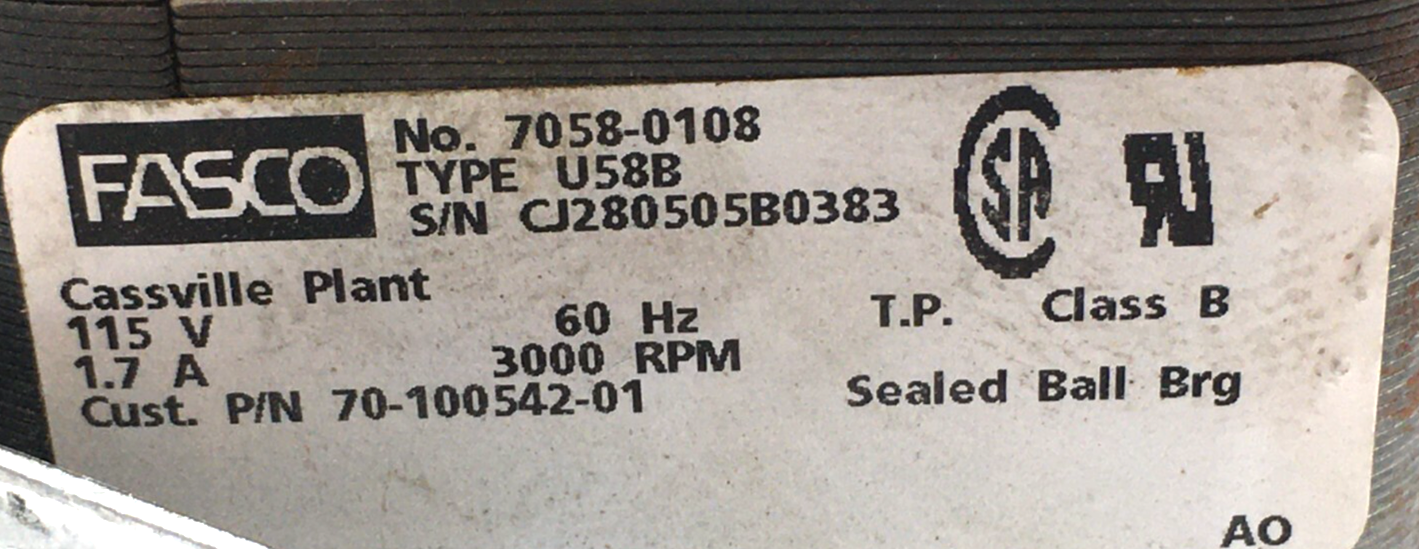 FASCO
No. 7058-0108
TYPE U58B
S/N CJ280505B0383
Cassville Plant
115 V 60 Hz T.P. Class B
1.7 A 3000 RPM
Cust. P/N 70-100542-01 Sealed Ball Brg
AO